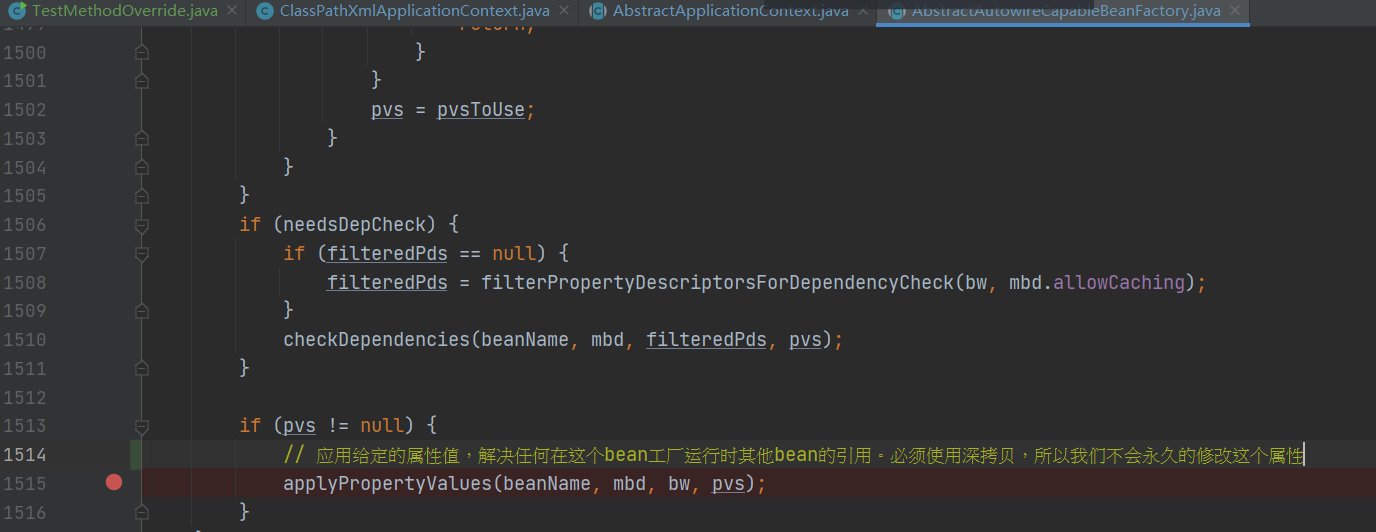 TestMethodOverride.java ClassPathXmlApplicationContext.java AbstractApplicationContext.java AbstractAutowireCapableBeanFactory.java
1500 }
1501 }
1502 pvs = pvsToUse;
1503 }
1504 }
1505 }
1506 if (needsDepCheck) {
1507 if (filteredPds == null) {
1508 filteredPds = filterPropertyDescriptorsForDependencyCheck(bw, mbd.allowCaching);
1509 }
1510 checkDependencies(beanName, mbd, filteredPds, pvs);
1511 }
1512
1513 if (pvs != null) {
1514 // 应用给定的属性值，解决任何在这个bean工厂运行时其他bean的引用。必须使用深拷贝，所以我们不会永久的修改这个属性
1515 applyPropertyValues(beanName, mbd, bw, pvs);
1516 }